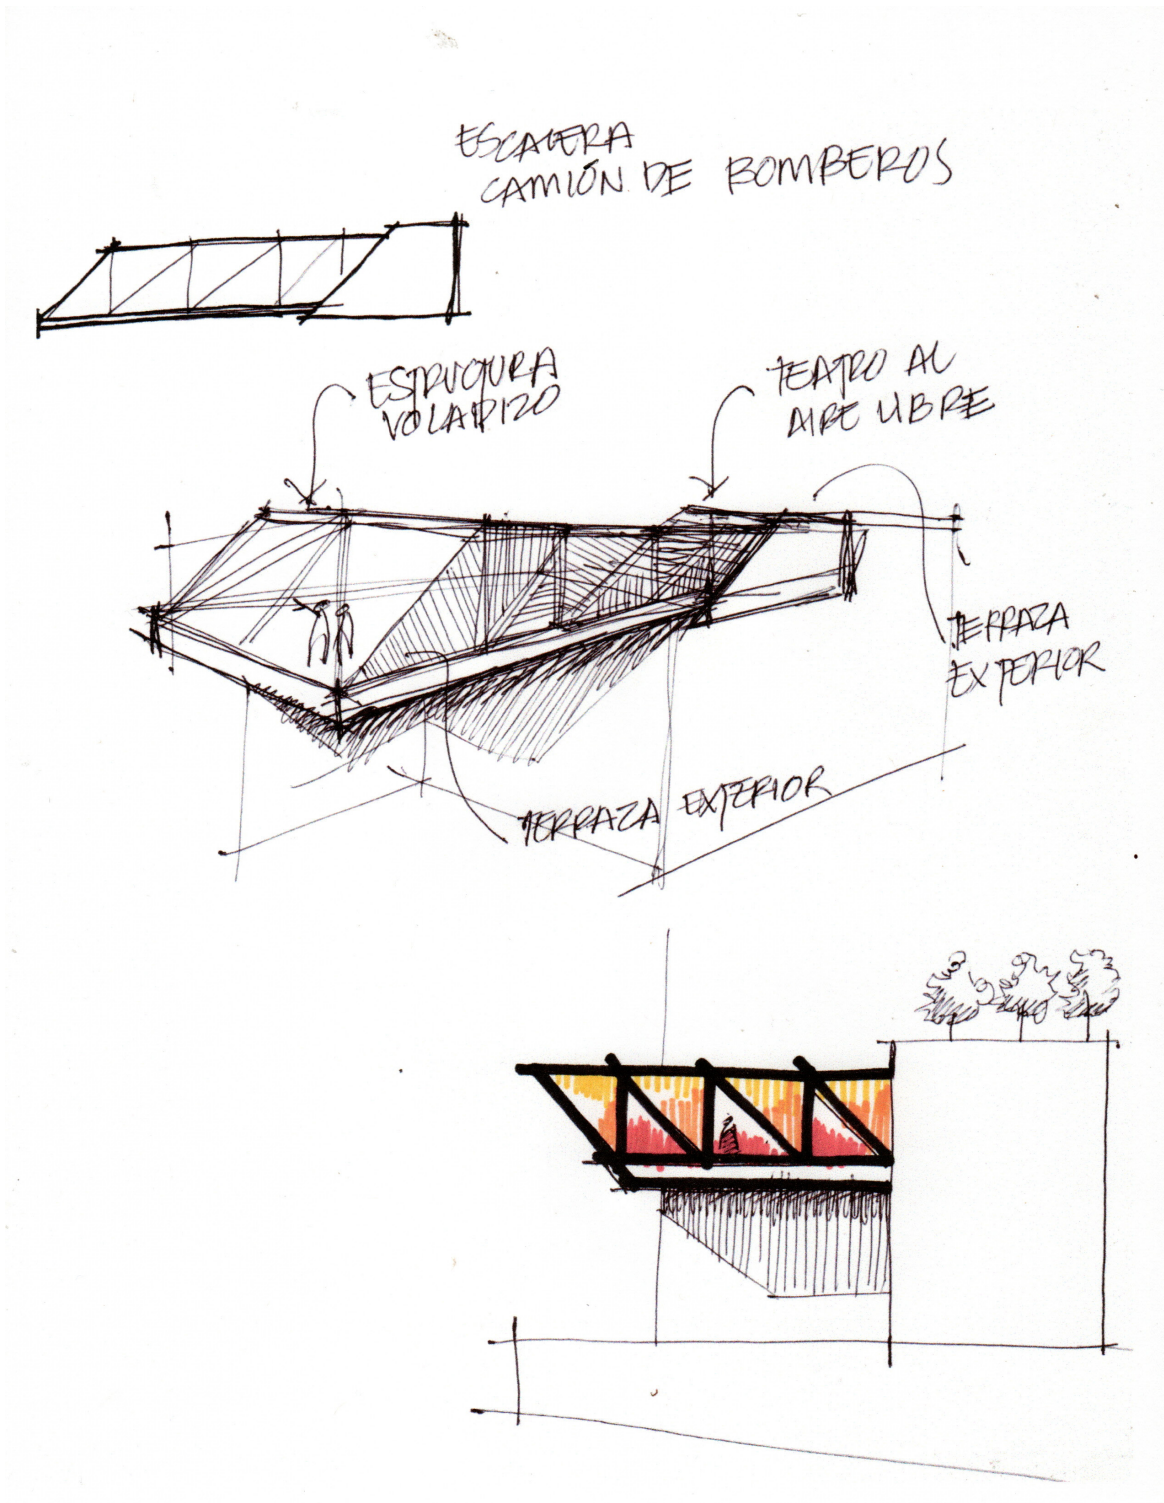 ESCALERA
CAMIÓN DE BOMBEROS
ESTRUCTURA
VOLADIZO
TEATRO AL
AIRE LIBRE
TERRAZA
EXTERIOR
TERRAZA EXTERIOR